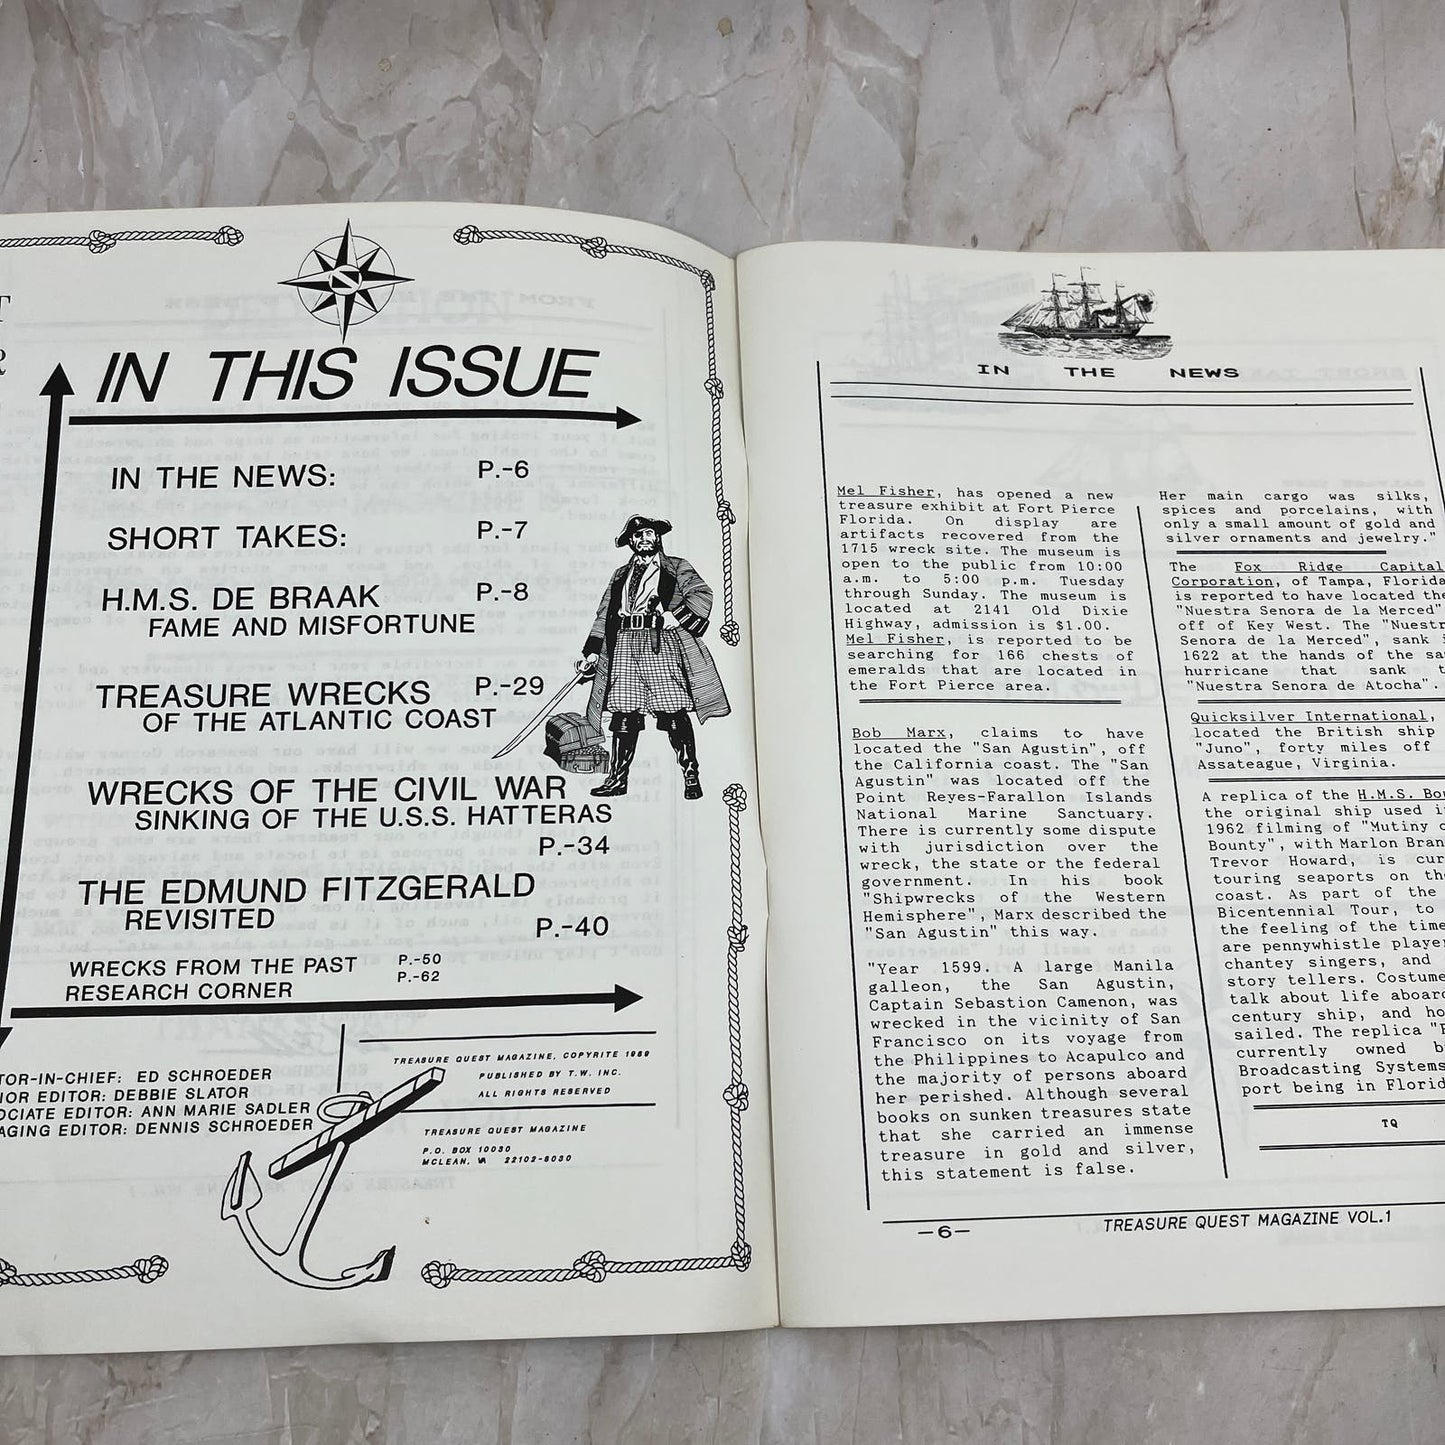 T
R
N
IN THIS ISSUE
IN THE NEWS: P.-6
SHORT TAKES: P.-7
H.M.S. DE BRAAK P.-8
FAME AND MISFORTUNE
TREASURE WRECKS P.-29
OF THE ATLANTIC COAST
WRECKS OF THE CIVIL WAR
SINKING OF THE U.S.S. HATTERAS
P.-34
THE EDMUND FITZGERALD
REVISITED P.-40
WRECKS FROM THE PAST P.-50
RESEARCH CORNER P.-62
TOR-IN-CHIEF: ED SCHROEDER
IOR EDITOR: DEBBIE SLATOR
OCIATE EDITOR: ANN MARIE SADLER
AGING EDITOR: DENNIS SCHROEDER
TREASURE QUEST MAGAZINE, COPYRITE 1989
PUBLISHED BY T.W. INC.
ALL RIGHTS RESERVED
TREASURE QUEST MAGAZINE
P.O. BOX 10030
MCLEAN, VA 22102-8030
IN THE NEWS
Mel Fisher, has opened a new
treasure exhibit at Fort Pierce
Florida. On display are
artifacts recovered from the
1715 wreck site. The museum is
open to the public from 10:00
a.m. to 5:00 p.m. Tuesday
through Sunday. The museum is
located at 2141 Old Dixie
Highway, admission is $1.00.
Mel Fisher, is reported to be
searching for 166 chests of
emeralds that are located in
the Fort Pierce area.
Bob Marx, claims to have
located the "San Agustin", off
the California coast. The "San
Agustin" was located off the
Point Reyes-Farallon Islands
National Marine Sanctuary.
There is currently some dispute
with jurisdiction over the
wreck, the state or the federal
government. In his book
"Shipwrecks of the Western
Hemisphere", Marx described the
"San Agustin" this way.
"Year 1599. A large Manila
galleon, the San Agustin,
Captain Sebastion Camenon, was
wrecked in the vicinity of San
Francisco on its voyage from
the Philippines to Acapulco and
the majority of persons aboard
her perished. Although several
books on sunken treasures state
that she carried an immense
treasure in gold and silver,
this statement is false.
Her main cargo was silks,
spices and porcelains, with
only a small amount of gold and
silver ornaments and jewelry."
The Fox Ridge Capital
Corporation, of Tampa, Florida
is reported to have located the
"Nuestra Senora de la Merced"
off of Key West. The "Nuestr
Senora de la Merced", sank
1622 at the hands of the sa
hurricane that sank t
"Nuestra Senora de Atocha".
Quicksilver International,
located the British ship
"Juno", forty miles off
Assateague, Virginia.
A replica of the H.M.S. Bou
the original ship used i
1962 filming of "Mutiny o
Bounty", with Marlon Bran
Trevor Howard, is cur
touring seaports on th
coast. As part of the
Bicentennial Tour, to
the feeling of the time
are pennywhistle player
chantey singers, and
story tellers. Costume
talk about life aboar
century ship, and ho
sailed. The replica "
currently owned b
Broadcasting Systems
port being in Florid
TQ
-6-
TREASURE QUEST MAGAZINE VOL.1